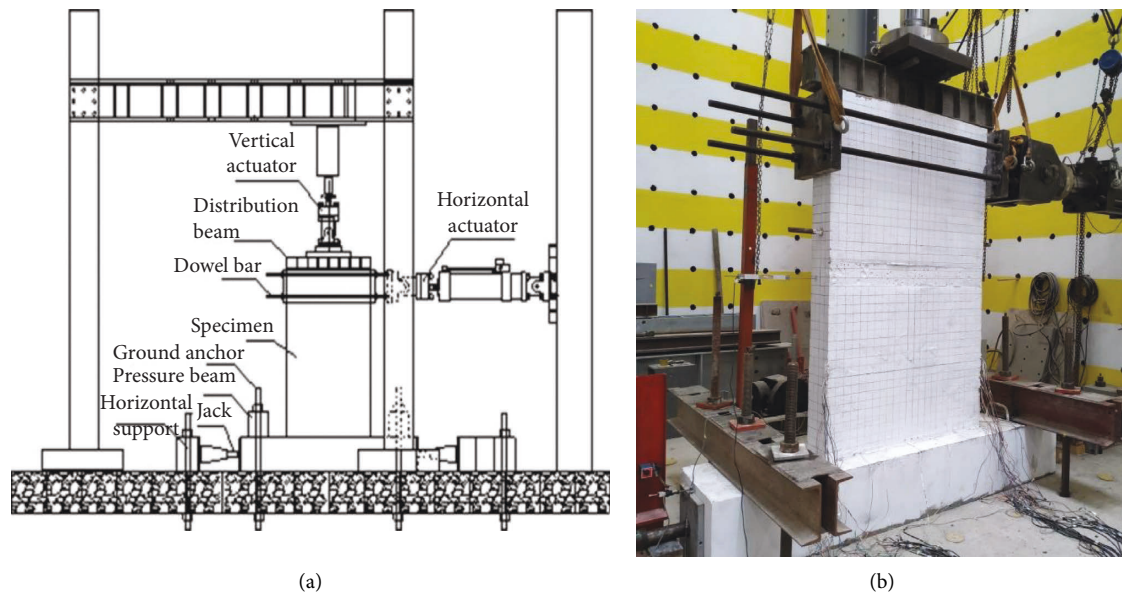 Vertical
actuator
Distribution
beam
Horizontal
actuator
Dowel bar
Specimen
Ground anchor
Pressure beam
Horizontal
support
Jack
(a)
(b)